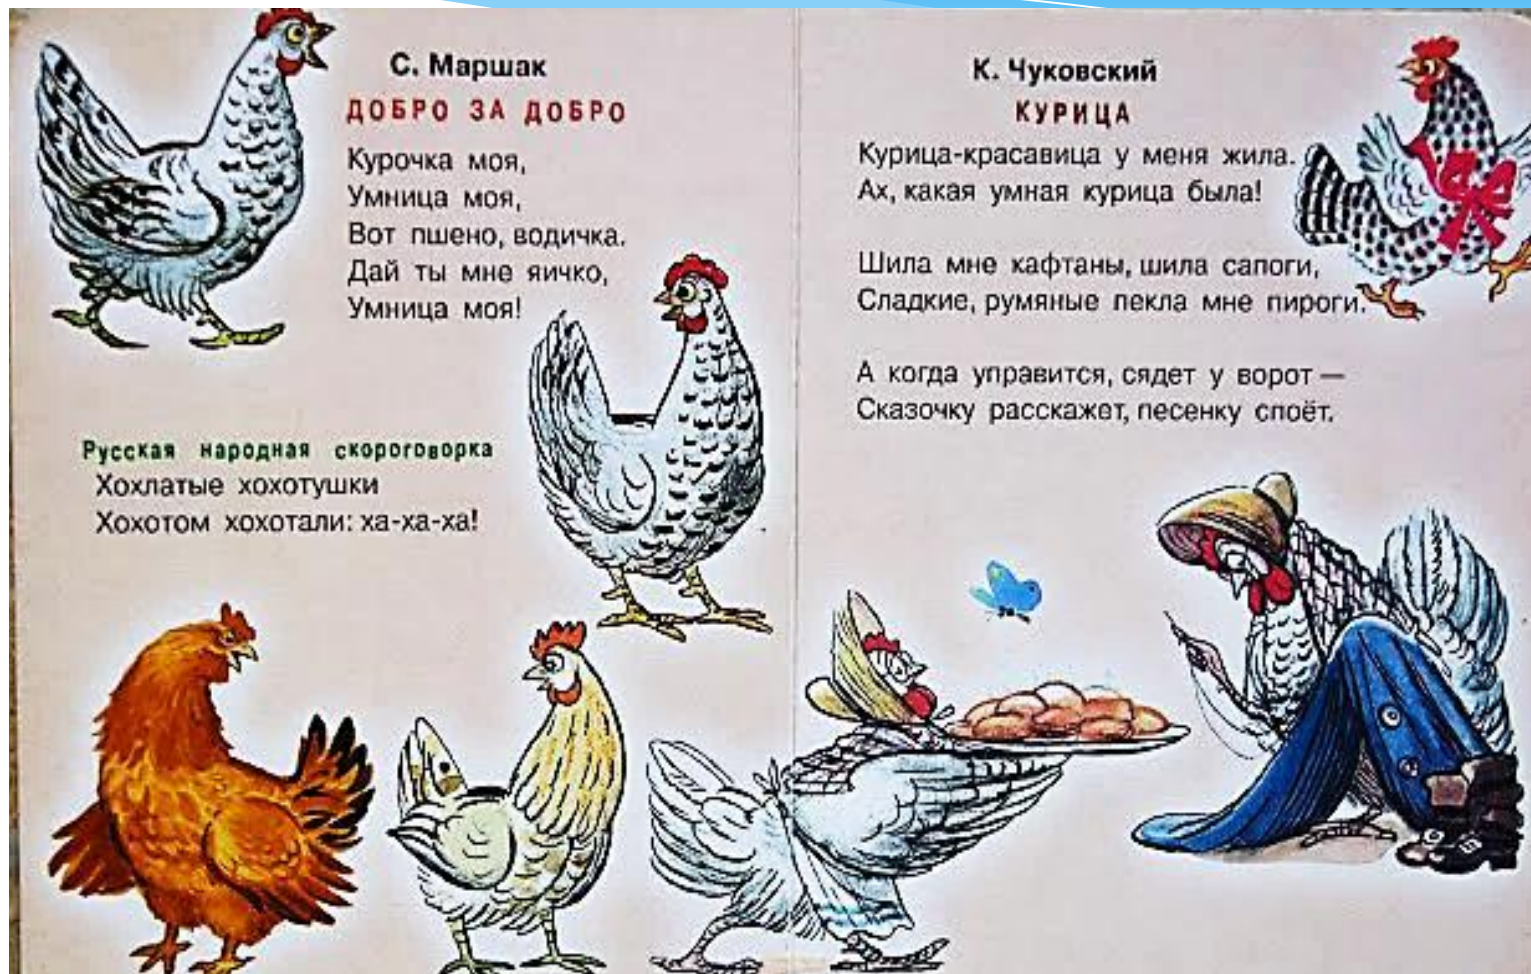 С. Маршак
ДОБРО ЗА ДОБРО
Курочка моя,
Умница моя,
Вот пшено, водичка.
Дай ты мне яичко,
Умница моя!
Русская народная скороговорка
Хохлатые хохотушки
Хохотом хохотали: ха-ха-ха!
К. Чуковский
КУРИЦА
Курица-красавица у меня жила.
Ах, какая умная курица была!
Шила мне кафтаны, шила сапоги,
Сладкие, румяные пекла мне пироги.
А когда управится, сядет у ворот —
Сказочку расскажет, песенку споёт.